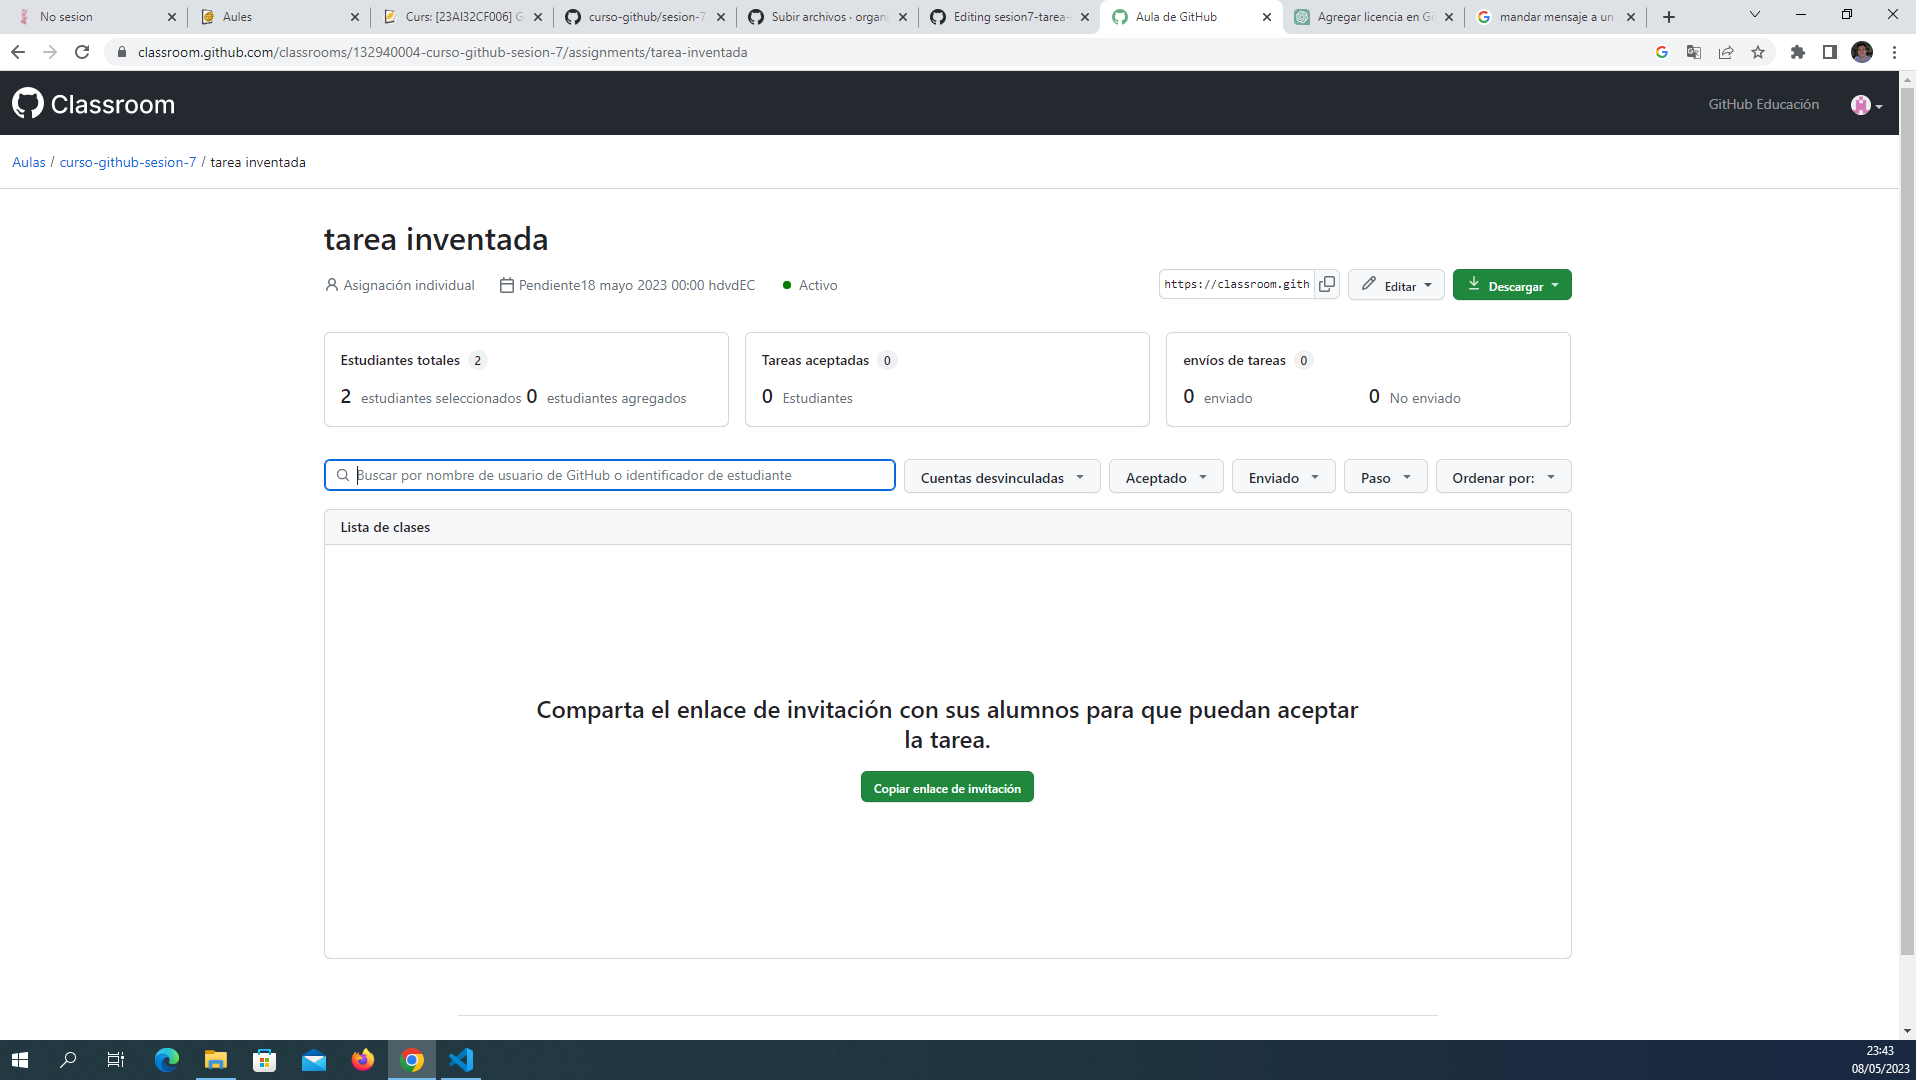 No sesion
Aules
Curs: [23AI32CF006] G
curso-github/sesion-7
Subir archivos · organi
Editing sesion7-tarea-
Aula de GitHub
Agregar licencia en Git
mandar mensaje a un
classroom.github.com/classrooms/132940004-curso-github-sesion-7/assignments/tarea-inventada
Classroom
GitHub Educación
Aulas / curso-github-sesion-7 / tarea inventada
tarea inventada
Asignación individual
Pendiente18 mayo 2023 00:00 hdvdEC
Activo
https://classroom.gith
Editar
Descargar
Estudiantes totales 2
2 estudiantes seleccionados 0 estudiantes agregados
Tareas aceptadas 0
0 Estudiantes
envíos de tareas 0
0 enviado
0 No enviado
Buscar por nombre de usuario de GitHub o identificador de estudiante
Cuentas desvinculadas
Aceptado
Enviado
Paso
Ordenar por:
Lista de clases
Comparta el enlace de invitación con sus alumnos para que puedan aceptar
la tarea.
Copiar enlace de invitación
23:43
08/05/2023